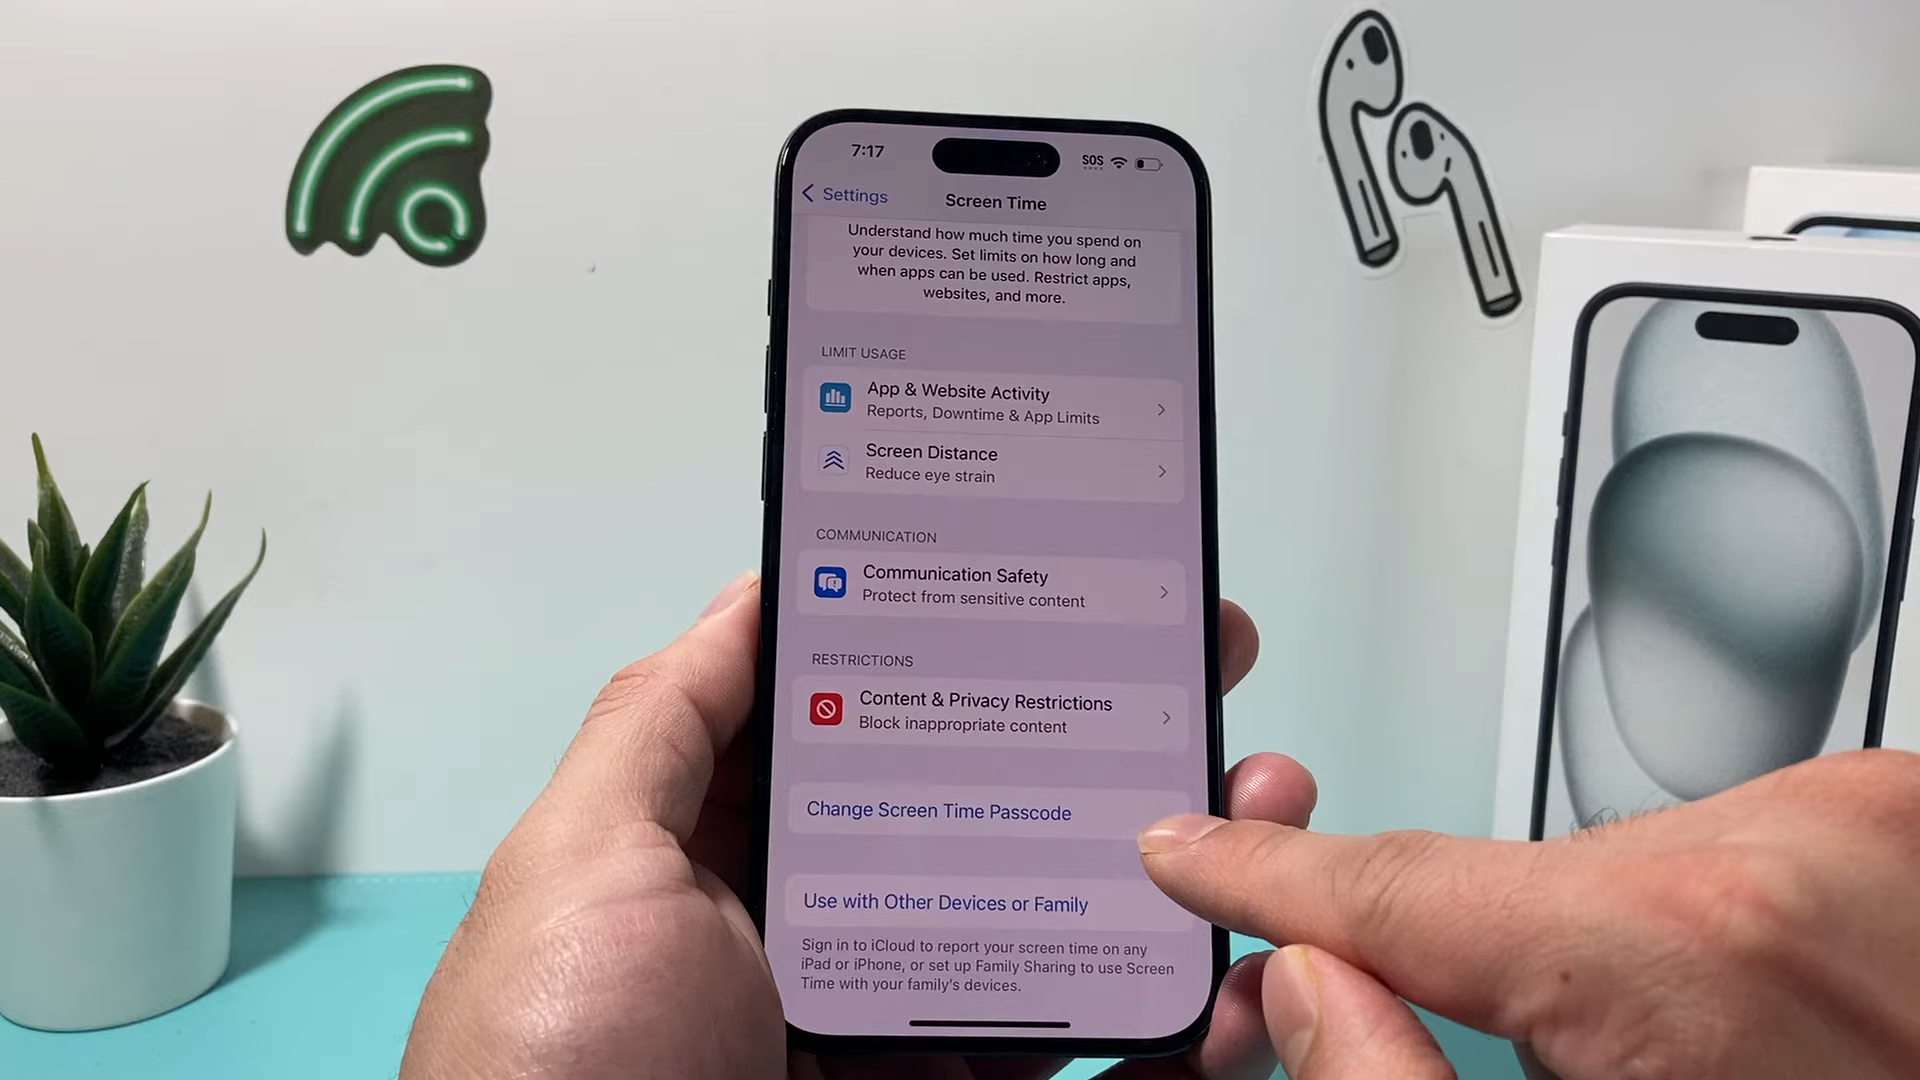 7:17
SOS
Settings
Screen Time
Understand how much time you spend on
your devices. Set limits on how long and
when apps can be used. Restrict apps,
websites, and more.
LIMIT USAGE
App & Website Activity
Reports, Downtime & App Limits
Screen Distance
Reduce eye strain
COMMUNICATION
Communication Safety
Protect from sensitive content
RESTRICTIONS
Content & Privacy Restrictions
Block inappropriate content
Change Screen Time Passcode
Use with Other Devices or Family
Sign in to iCloud to report your screen time on any
iPad or iPhone, or set up Family Sharing to use Screen
Time with your family's devices.